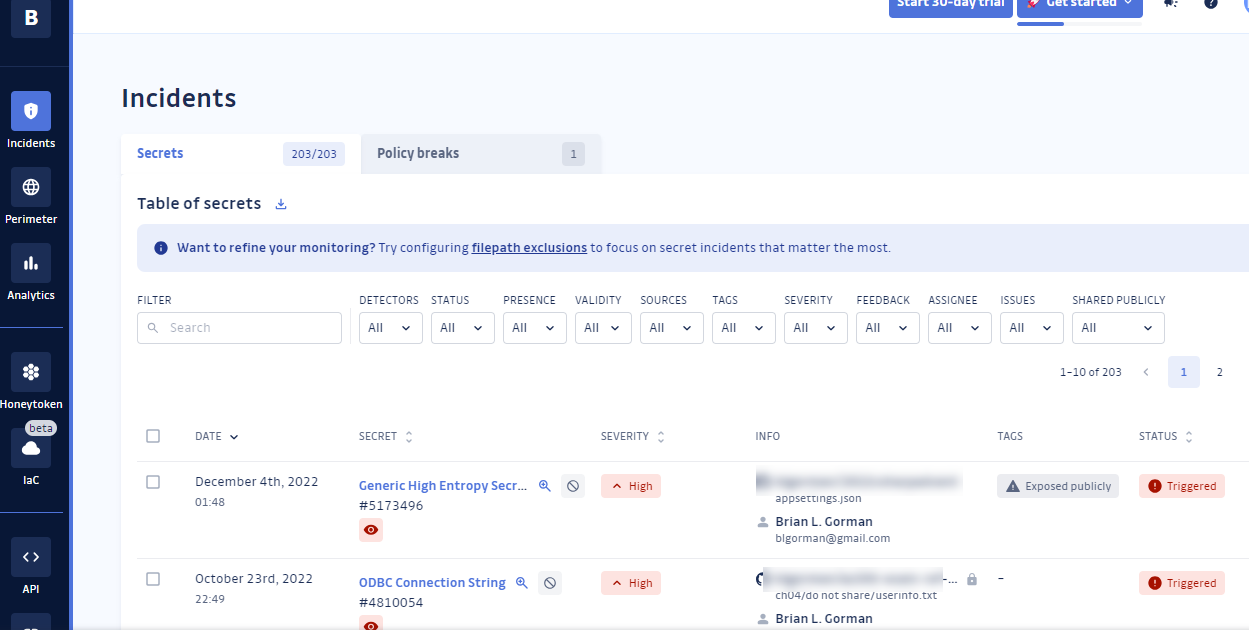 B
Start 30-day trial
Get started
Incidents
Perimeter
Analytics
Honeytoken
beta
IaC
API
Incidents
Secrets 203/203
Policy breaks 1
Table of secrets
Want to refine your monitoring? Try configuring filepath exclusions to focus on secret incidents that matter the most.
FILTER DETECTORS STATUS PRESENCE VALIDITY SOURCES TAGS SEVERITY FEEDBACK ASSIGNEE ISSUES SHARED PUBLICLY
Search All All All All All All All All All All All
1–10 of 203 1 2
DATE SECRET SEVERITY INFO TAGS STATUS
December 4th, 2022 Generic High Entropy Secr... High Exposed publicly Triggered
01:48 #5173496 appsettings.json
Brian L. Gorman
blgorman@gmail.com
October 23rd, 2022 ODBC Connection String High ... – Triggered
22:49 #4810054 ch04/do not share/userinfo.txt
Brian L. Gorman